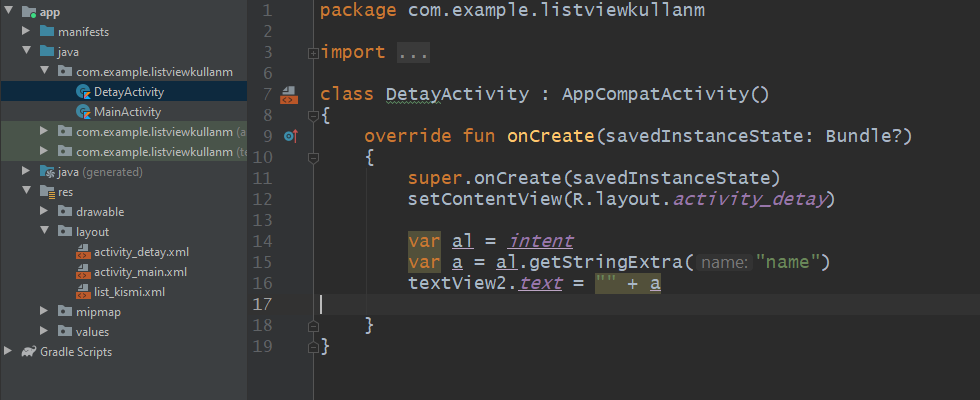 app
manifests
java
com.example.listviewkullanm
DetayActivity
MainActivity
com.example.listviewkullanm (a
com.example.listviewkullanm (te
java (generated)
res
drawable
layout
activity_detay.xml
activity_main.xml
list_kismi.xml
mipmap
values
Gradle Scripts
1 package com.example.listviewkullanm
2
3 import ...
6
7 class DetayActivity : AppCompatActivity()
8 {
9 override fun onCreate(savedInstanceState: Bundle?)
10 {
11 super.onCreate(savedInstanceState)
12 setContentView(R.layout.activity_detay)
13
14 var al = intent
15 var a = al.getStringExtra( name: "name")
16 textView2.text = "" + a
17
18 }
19 }